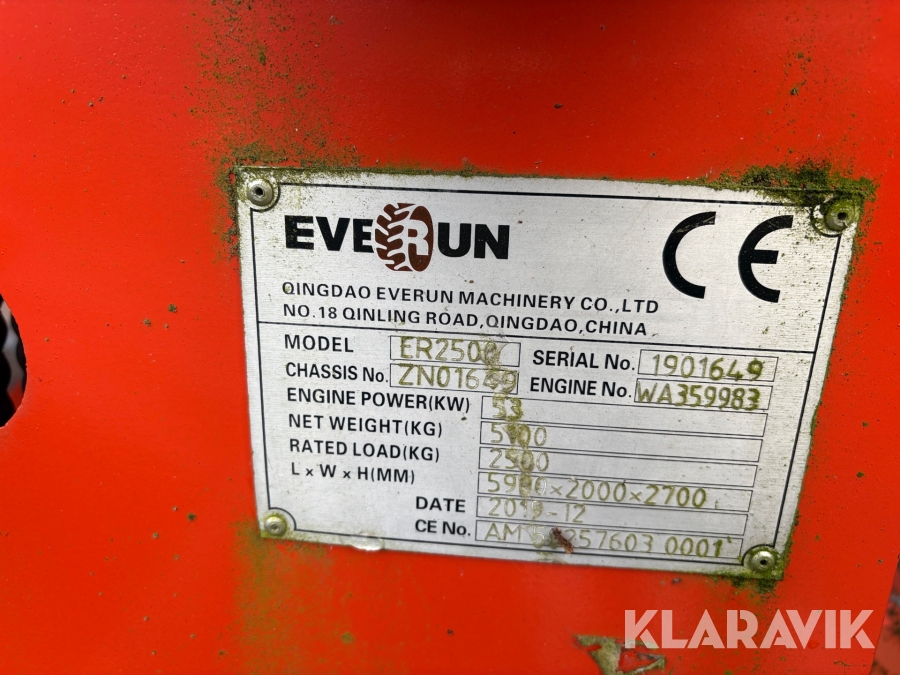 EVERUN
CE
QINGDAO EVERUN MACHINERY CO.,LTD
NO.18 QINLING ROAD,QINGDAO,CHINA
MODEL ER2500 SERIAL No. 1901649
CHASSIS No. ZN01649 ENGINE No. WA359983
ENGINE POWER(KW) 53
NET WEIGHT(KG)
RATED LOAD(KG) 2500
L × W × H(MM)
DATE
CE No.
KLARAVIK